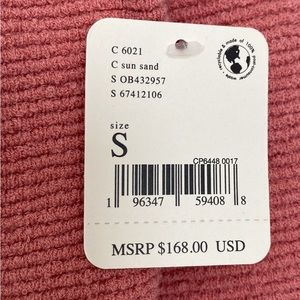 C 6021
C sun sand
S OB432957
S 67412106
size
S
CP6448 0017
1 96347 59408 8
MSRP $168.00 USD